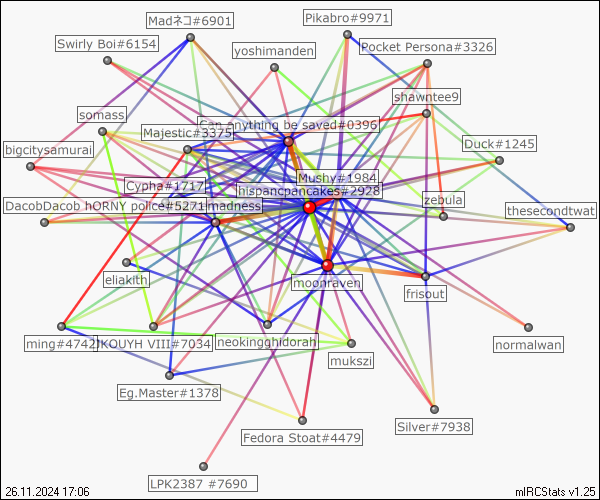 Pikabro#9971
Madネコ#6901
Swirly Boi#6154
yoshimanden
Pocket Persona#3326
shawntee9
somass
Can anything be saved#0396
Majestic#3375
Duck#1245
bigcitysamurai
Mushy#1984
Cypha#1717
hispancpancakes#2928
zebula
DacobDacob hORNY police#5271
madness
thesecondtwat
eliakith
moonraven
frisout
ming#4742
KOUYH VIII#7034
neokingghidorah
normalwan
mukszi
Eg.Master#1378
Silver#7938
Fedora Stoat#4479
LPK2387 #7690
26.11.2024 17:06
mIRCStats v1.25